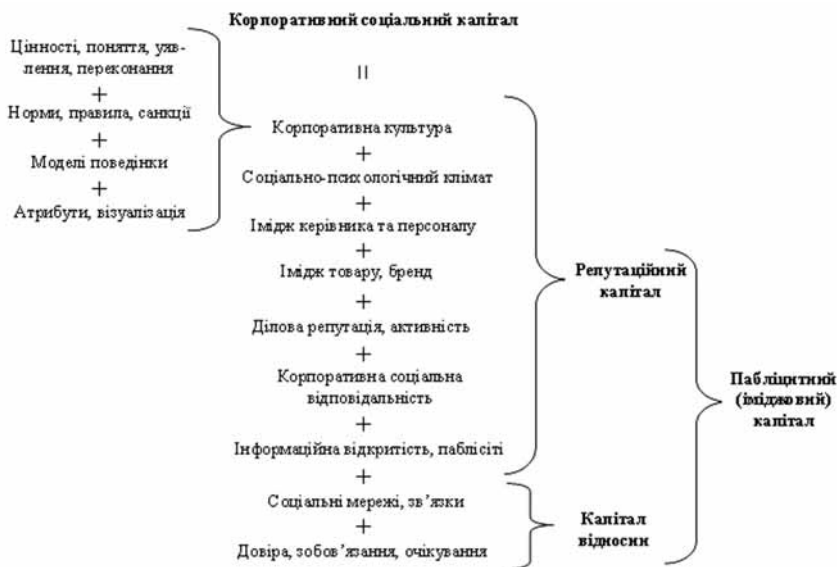 Корпоративний соціальний капітал
Цінності, поняття, уяв-
лення, переконання
+
Норми, правила, санкції
+
Моделі поведінки
+
Атрибути, візуалізація
=
Корпоративна культура
+
Соціально-психологічний клімат
+
Імідж керівника та персоналу
+
Імідж товару, бренд
+
Ділова репутація, активність
+
Корпоративна соціальна
відповідальність
+
Інформаційна відкритість, паблісіті
+
Соціальні мережі, зв’язки
+
Довіра, зобов’язання, очікування
Репутаційний
капітал
Капітал
відносин
Пабліцитний
(іміджовий)
капітал